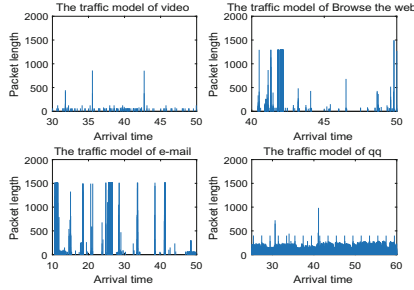 The traffic model of video
2000
1500
1000
500
0
30 35 40 45 50
Packet length
Arrival time
The traffic model of Browse the web
2000
1500
1000
500
0
40 45 50
Packet length
Arrival time
The traffic model of e-mail
2000
1500
1000
500
0
10 20 30 40 50
Packet length
Arrival time
The traffic model of qq
2000
1500
1000
500
0
30 40 50 60
Packet length
Arrival time